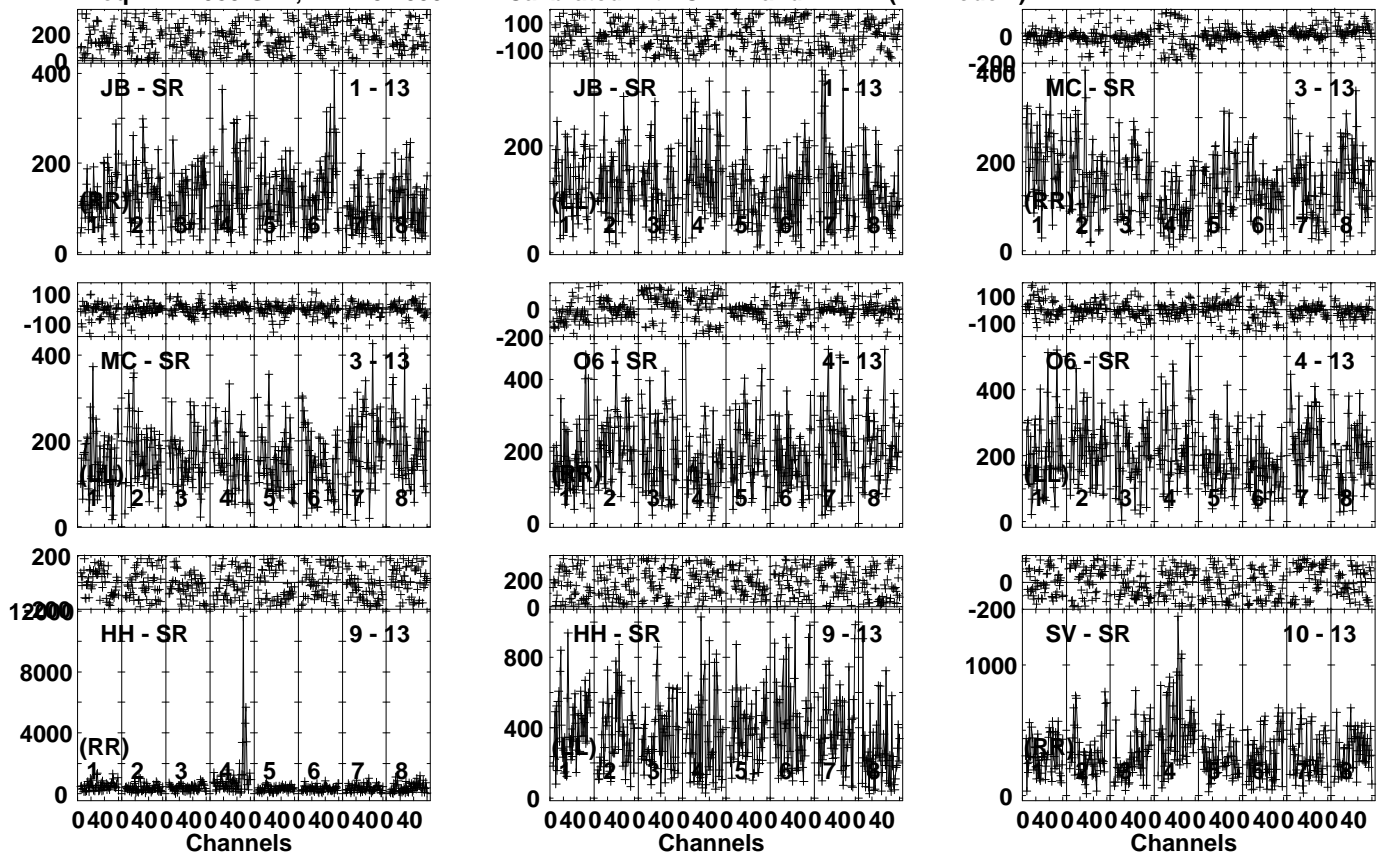 200 0 100 -100 0 -200
400 JB - SR 1 - 13 JB - SR 1 - 13 400 MC - SR 3 - 13
200 200 200
(RR) (LL) (RR)
1 2 3 4 5 6 7 8 1 2 3 4 5 6 7 8 1 2 3 4 5 6 7 8
0 0 0
100 -100 0 -200 100 -100
400 MC - SR 3 - 13 400 O6 - SR 4 - 13 400 O6 - SR 4 - 13
200 200 200
(LL) (RR) (LL)
1 2 3 4 5 6 7 8 1 2 3 4 5 6 7 8 1 2 3 4 5 6 7 8
0 0 0
200 -200 200 0 0 -200
12000 HH - SR 9 - 13 HH - SR 9 - 13 SV - SR 10 - 13
8000 800 1000
4000 400
(RR) (LL) (RR)
1 2 3 4 5 6 7 8 1 2 3 4 5 6 7 8 1 2 3 4 5 6 7 8
0 0 0
0 40 0 40 0 40 0 40 0 40 0 40 0 40 0 40 0 40 0 40 0 40 0 40 0 40 0 40 0 40 0 40 0 40 0 40 0 40 0 40 0 40 0 40 0 40 0 40
Channels Channels Channels